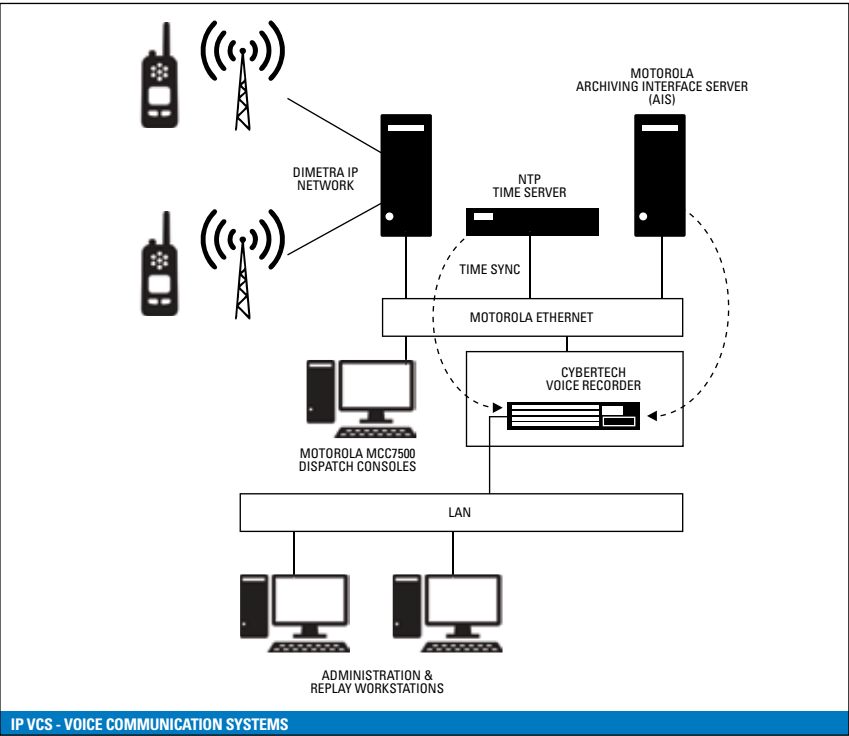 MOTOROLA
ARCHIVING INTERFACE SERVER
(AIS)
DIMETRA IP
NETWORK
NTP
TIME SERVER
TIME SYNC
MOTOROLA ETHERNET
CYBERTECH
VOICE RECORDER
MOTOROLA MCC7500
DISPATCH CONSOLES
LAN
ADMINISTRATION &
REPLAY WORKSTATIONS
IP VCS - VOICE COMMUNICATION SYSTEMS